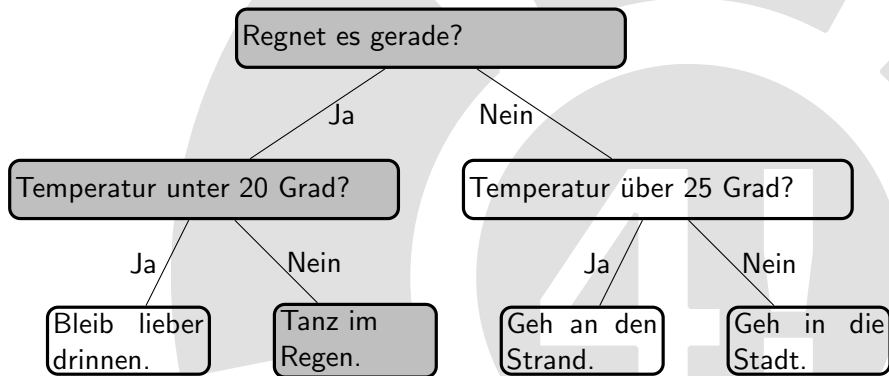 Regnet es gerade?
Ja Nein
Temperatur unter 20 Grad? Temperatur über 25 Grad?
Ja Nein Ja Nein
Bleib lieber
drinnen.
Tanz im
Regen.
Geh an den
Strand.
Geh in die
Stadt.
4!